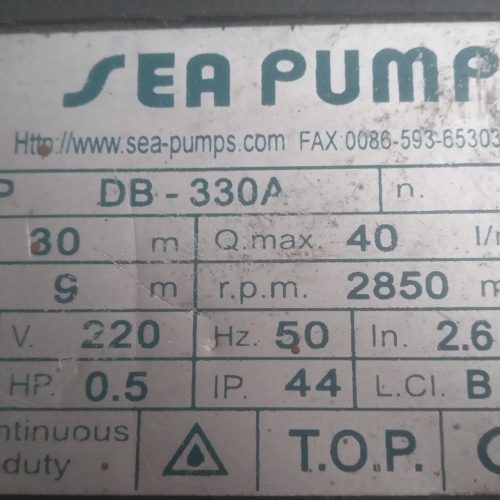 SEA PUMP
Http://www.sea-pumps.com FAX:0086-593-65303
P DB - 330A n.
30 m Q.max 40 l/
9 m r.p.m. 2850 m
V. 220 Hz. 50 In. 2.6
HP. 0.5 IP. 44 I.Cl. B
ntinuous
duty T.O.P. C